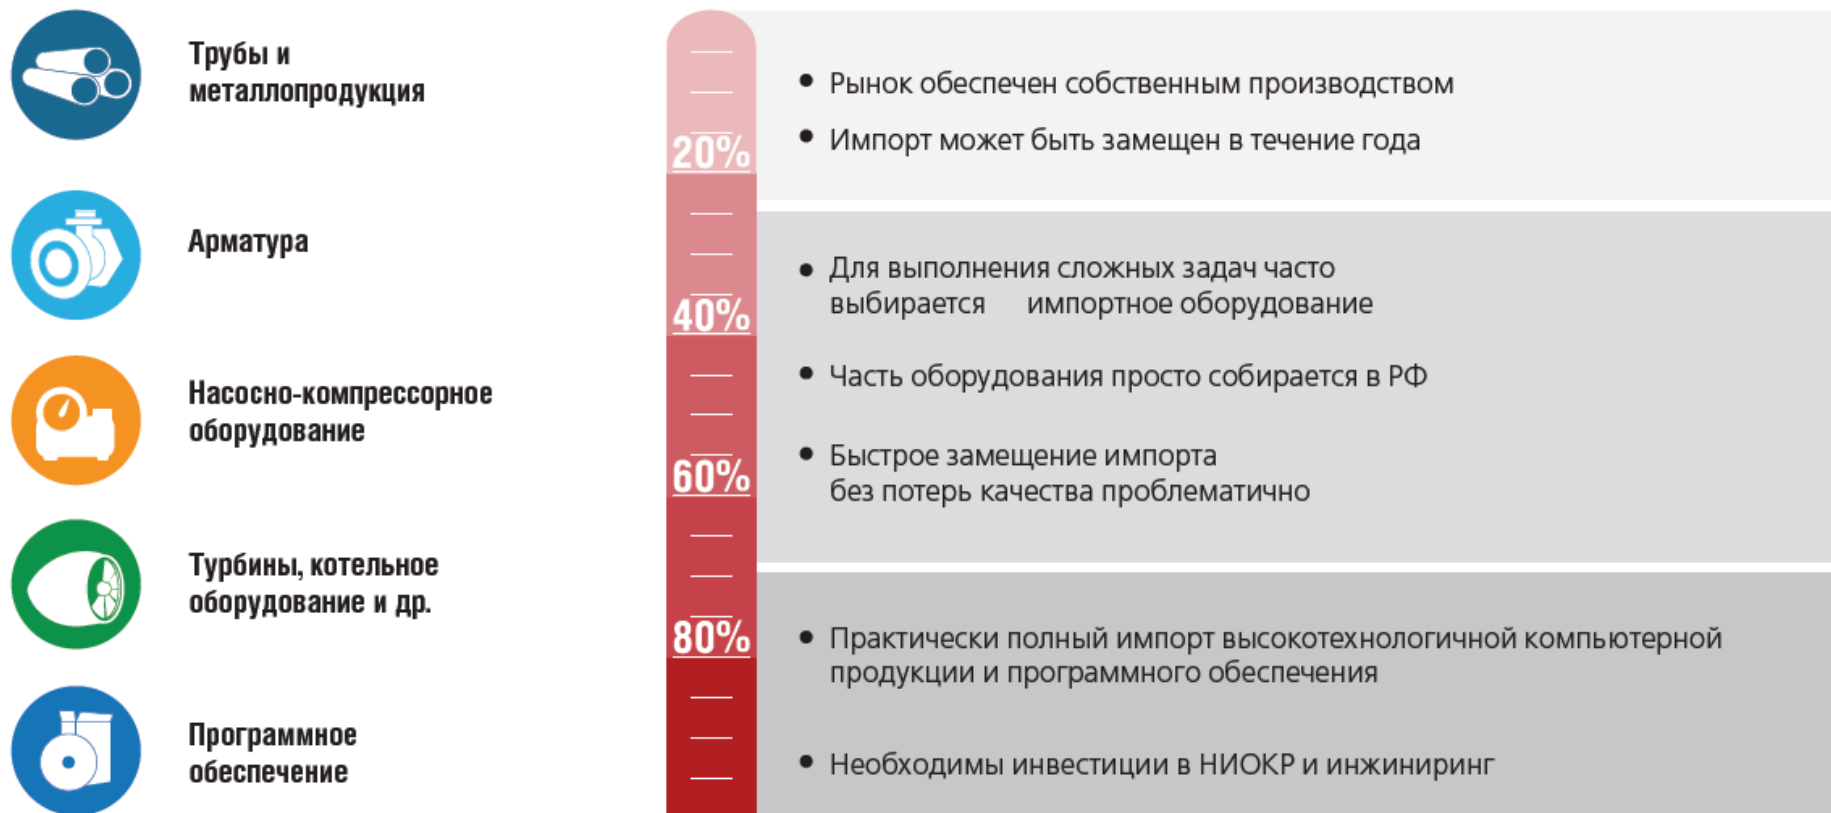 Трубы и
металлопродукция
Арматура
Насосно-компрессорное
оборудование
Турбины, котельное
оборудование и др.
Программное
обеспечение
20%
40%
60%
80%
• Рынок обеспечен собственным производством
• Импорт может быть замещен в течение года
• Для выполнения сложных задач часто
выбирается импортное оборудование
• Часть оборудования просто собирается в РФ
• Быстрое замещение импорта
без потерь качества проблематично
• Практически полный импорт высокотехнологичной компьютерной
продукции и программного обеспечения
• Необходимы инвестиции в НИОКР и инжиниринг